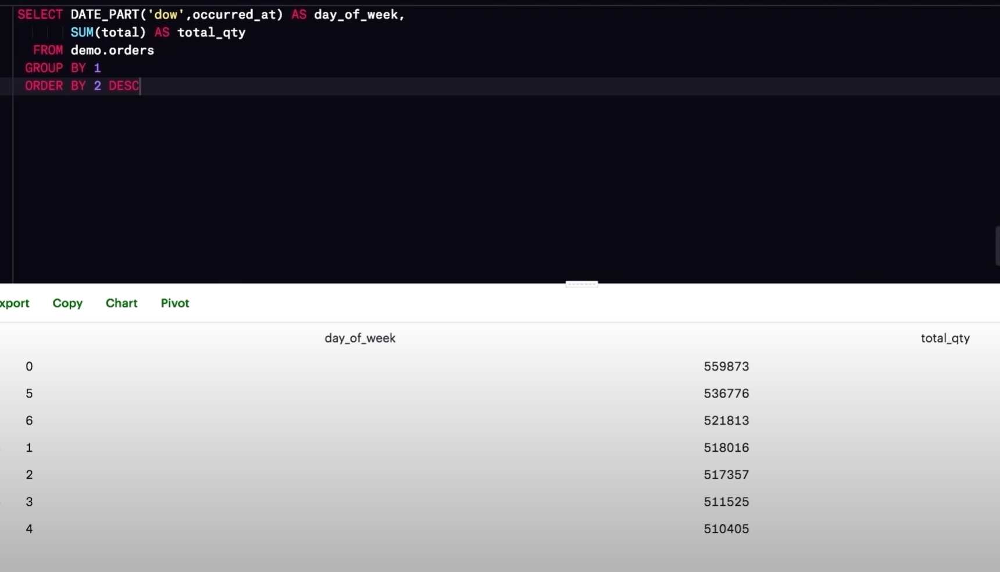 SELECT DATE_PART('dow',occurred_at) AS day_of_week,
SUM(total) AS total_qty
FROM demo.orders
GROUP BY 1
ORDER BY 2 DESC
xport Copy Chart Pivot
day_of_week total_qty
0 559873
5 536776
6 521813
1 518016
2 517357
3 511525
4 510405